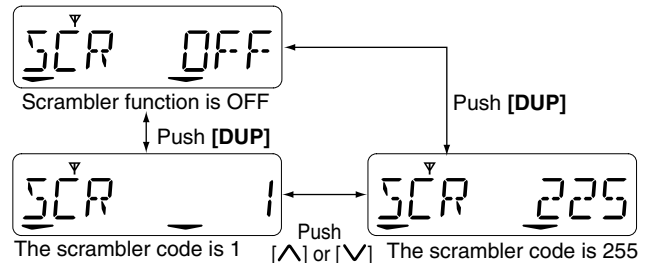 SCR OFF
Scrambler function is OFF
Push [DUP]
Push [DUP]
SCR 1
SCR 225
Push
[∧] or [∨]
The scrambler code is 1
The scrambler code is 255